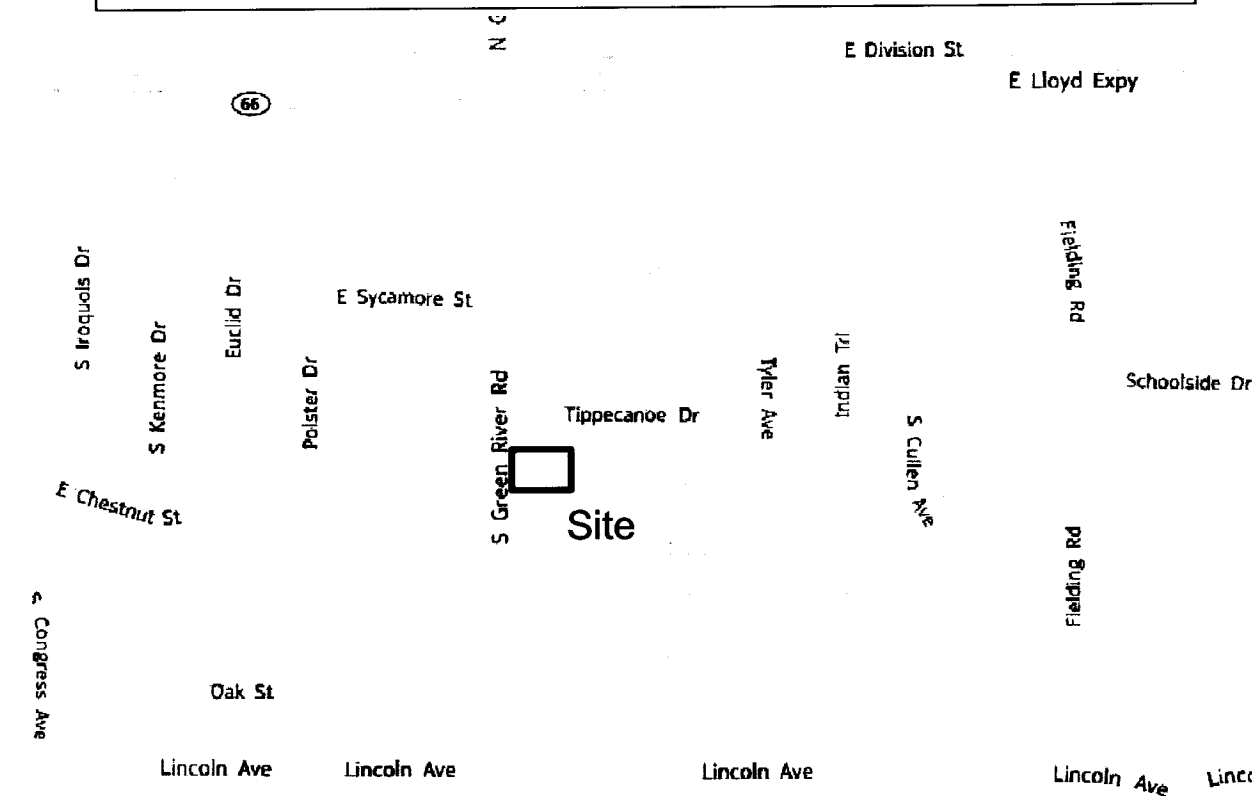 N
E Division St
E Lloyd Expy
66
S Iroquois Dr
S Kenmore Dr
Euclid Dr
Polster Dr
E Sycamore St
S Green River Rd
Tippecanoe Dr
Tyler Ave
Indian Trl
S Cullen Ave
Fielding Rd
Schoolside Dr
E Chestnut St
Site
Fielding Rd
Congress Ave
Oak St
Lincoln Ave
Lincoln Ave
Lincoln Ave
Lincoln Ave